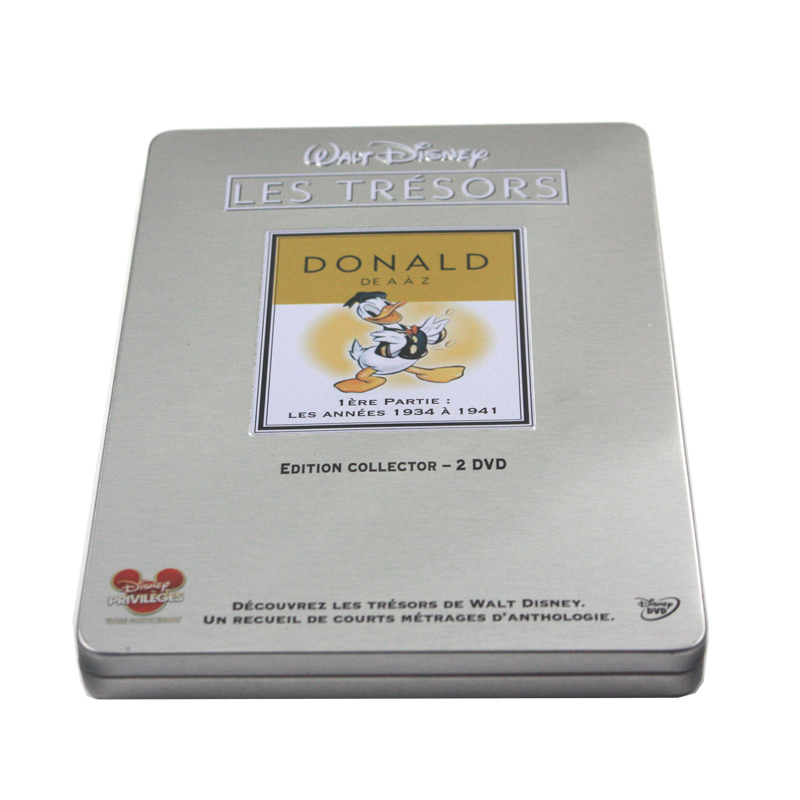 Walt Disney
LES TRÉSORS
DONALD
DE A À Z
1ÈRE PARTIE :
LES ANNÉES 1934 À 1941
EDITION COLLECTOR – 2 DVD
Disney
PRIVILÈGES
DÉCOUVREZ LES TRÉSORS DE WALT DISNEY.
UN RECUEIL DE COURTS MÉTRAGES D'ANTHOLOGIE.
Disney
DVD